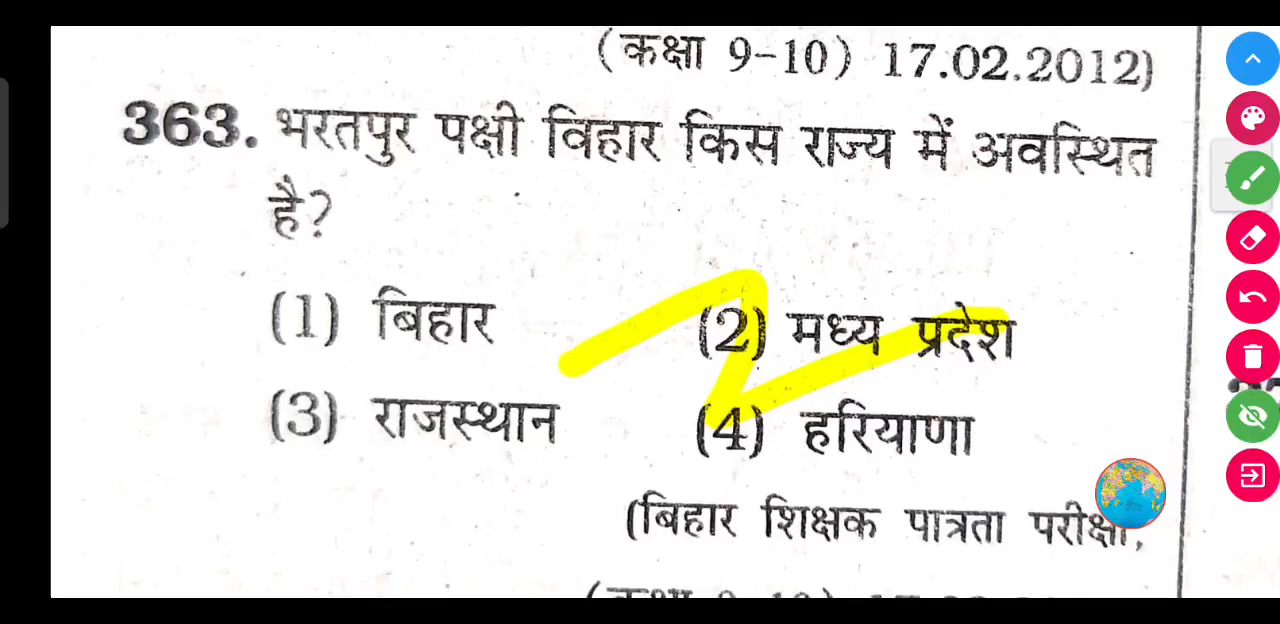 (कक्षा 9-10) 17.02.2012)
363. भरतपुर पक्षी विहार किस राज्य में अवस्थित
है?
(1) बिहार (2) मध्य प्रदेश
(3) राजस्थान (4) हरियाणा
(बिहार शिक्षक पात्रता परीक्षा,